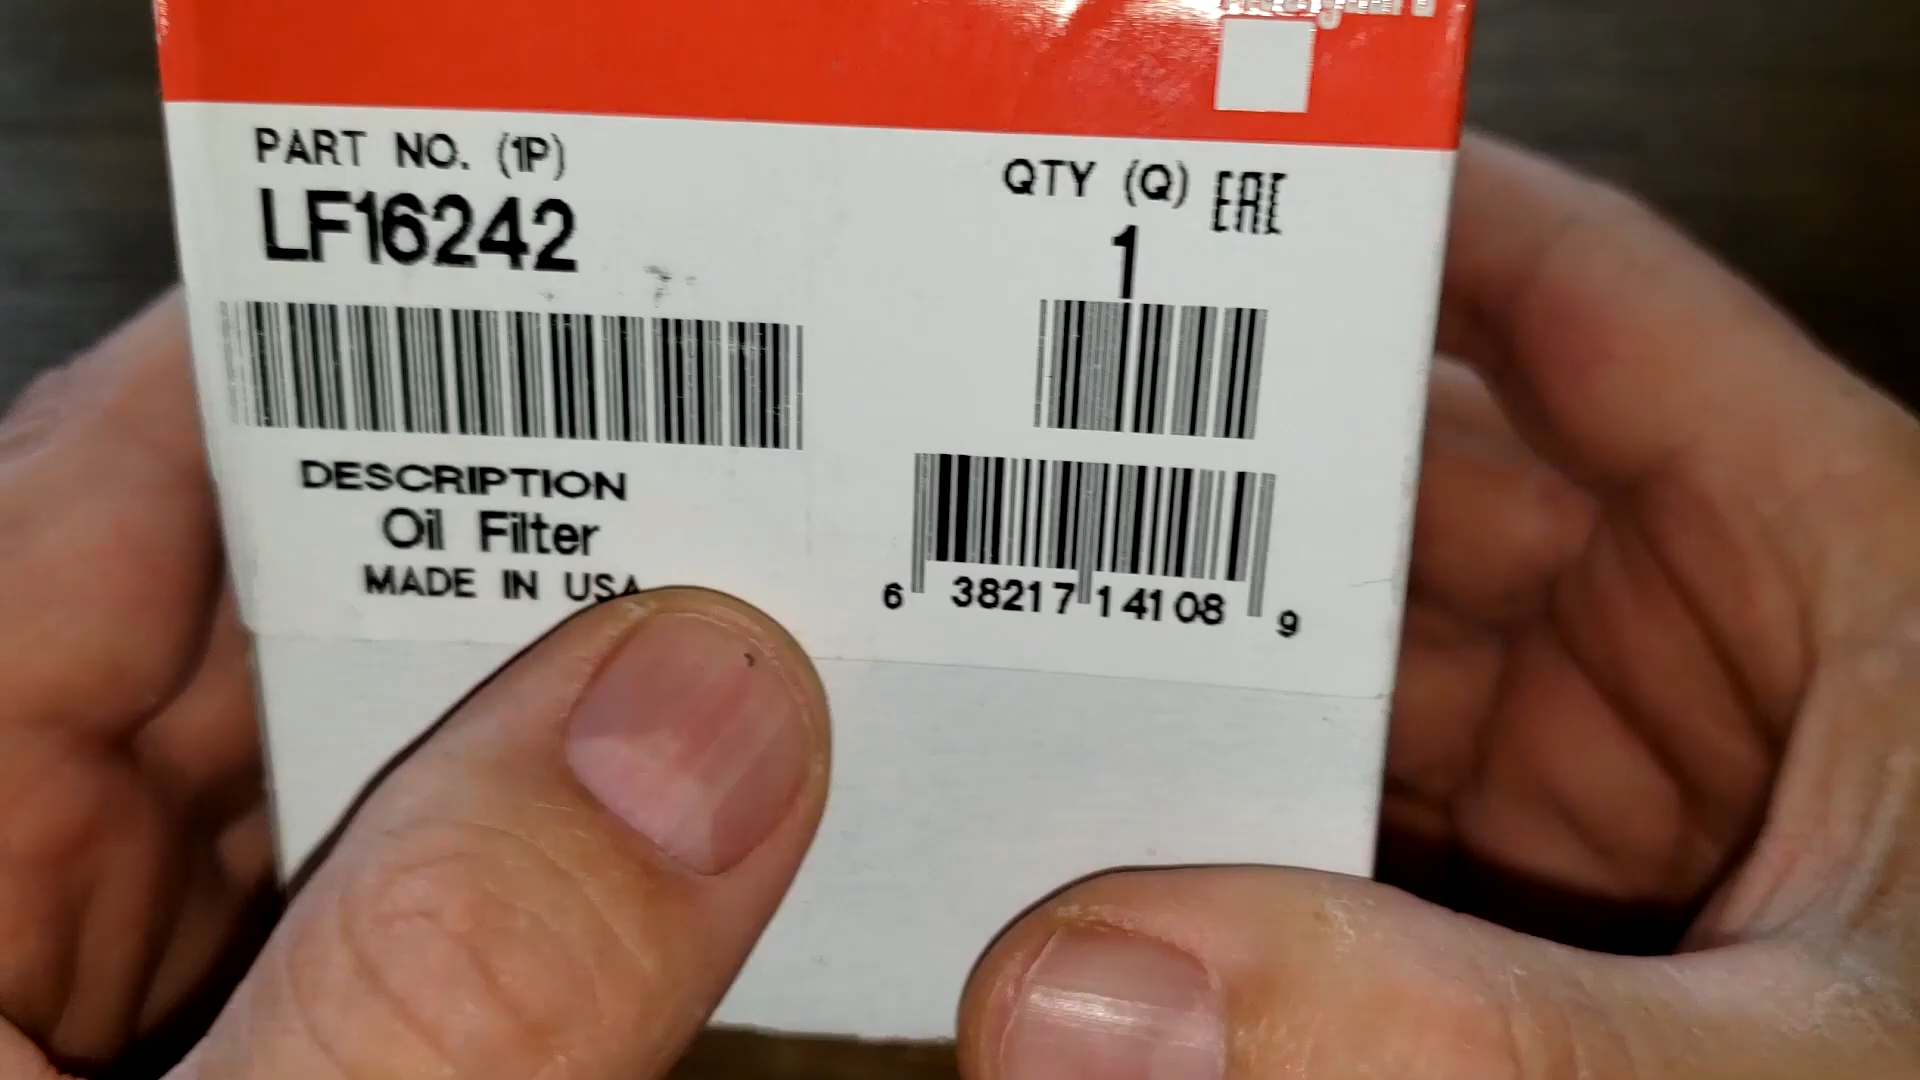 PART NO. (1P)
LF16242
QTY (Q) EAC
1
DESCRIPTION
Oil Filter
MADE IN USA
6 38217 14108 9